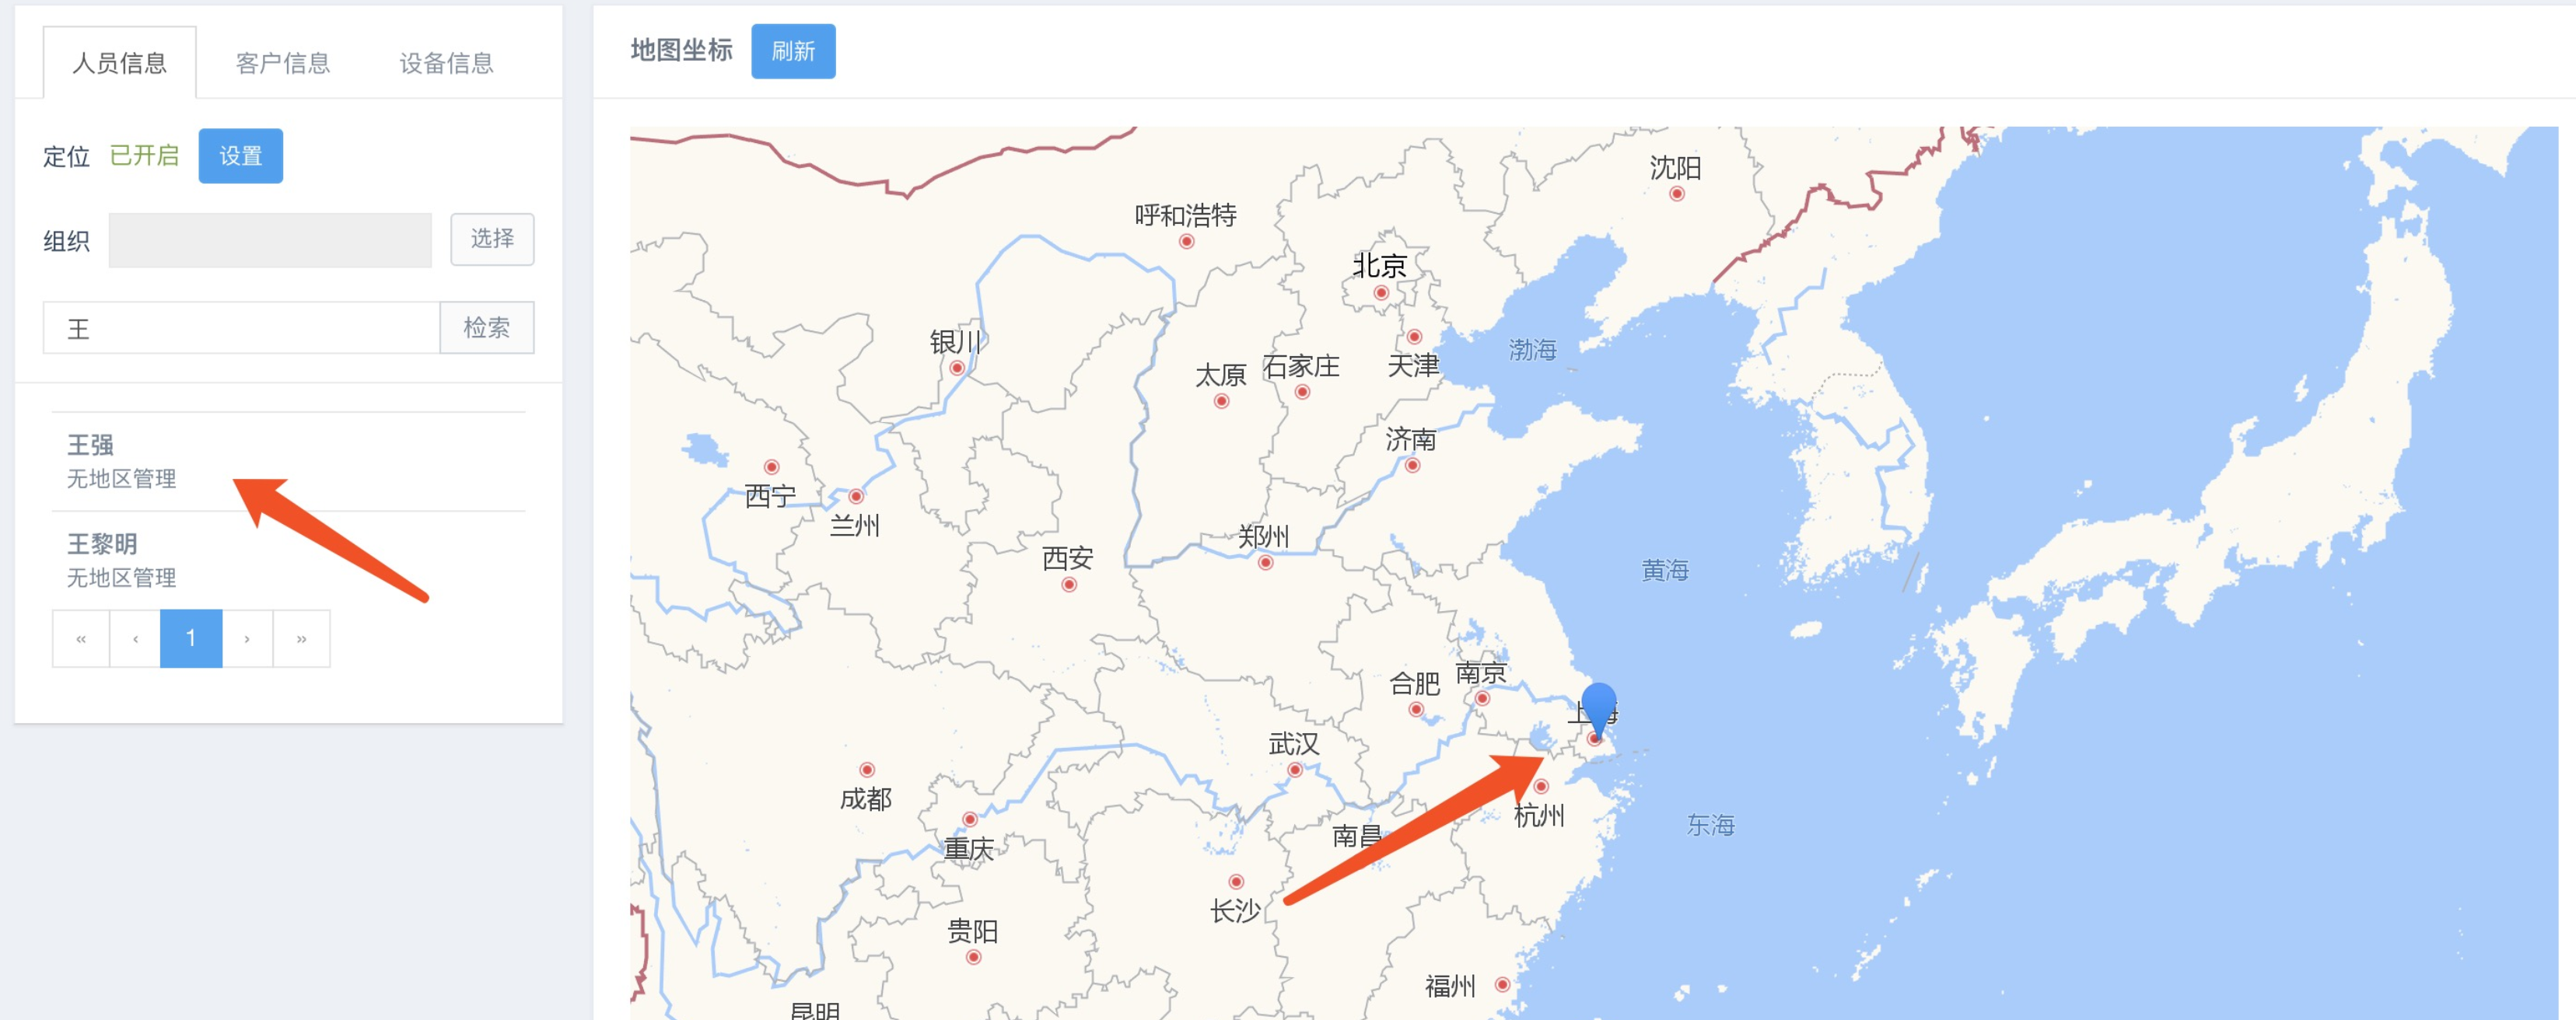 人员信息
客户信息
设备信息
定位 已开启 设置
组织 选择
王 检索
王强
无地区管理
王黎明
无地区管理
« ‹ 1 › »
地图坐标 刷新
沈阳
呼和浩特
北京
银川
太原
石家庄
天津
渤海
济南
西宁
兰州
西安
郑州
黄海
合肥
南京
上海
武汉
成都
重庆
南昌
杭州
东海
长沙
贵阳
福州
昆明